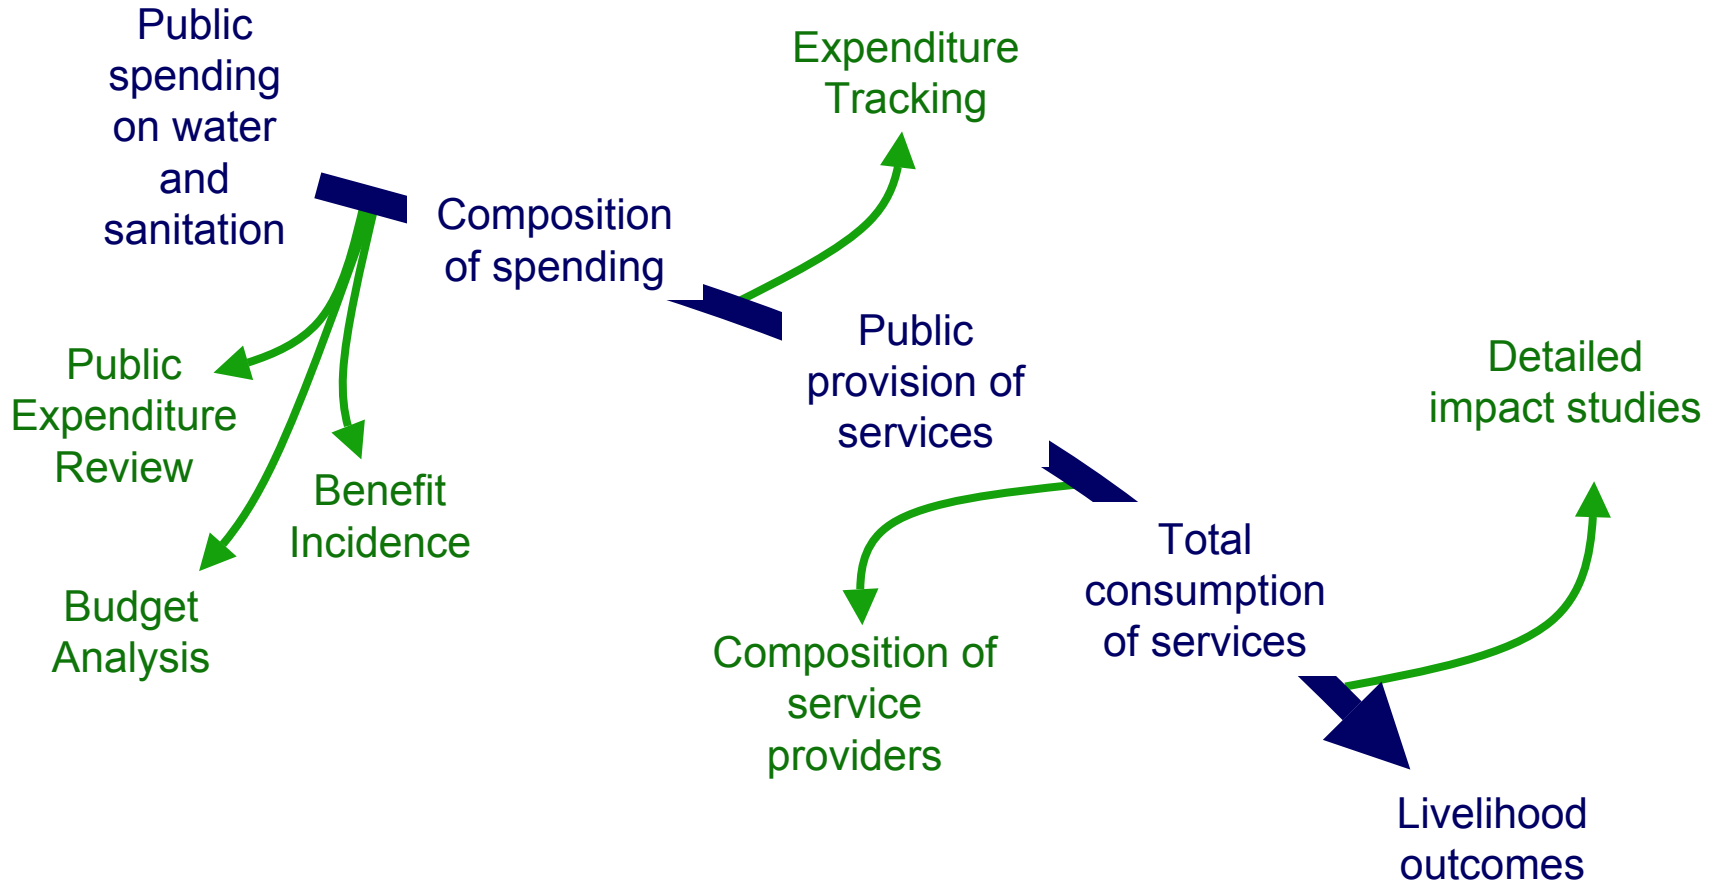 Public
spending
on water
and
sanitation
Expenditure
Tracking
Composition
of spending
Public
provision of
services
Detailed
impact studies
Public
Expenditure
Review
Benefit
Incidence
Budget
Analysis
Total
consumption
of services
Composition of
service
providers
Livelihood
outcomes